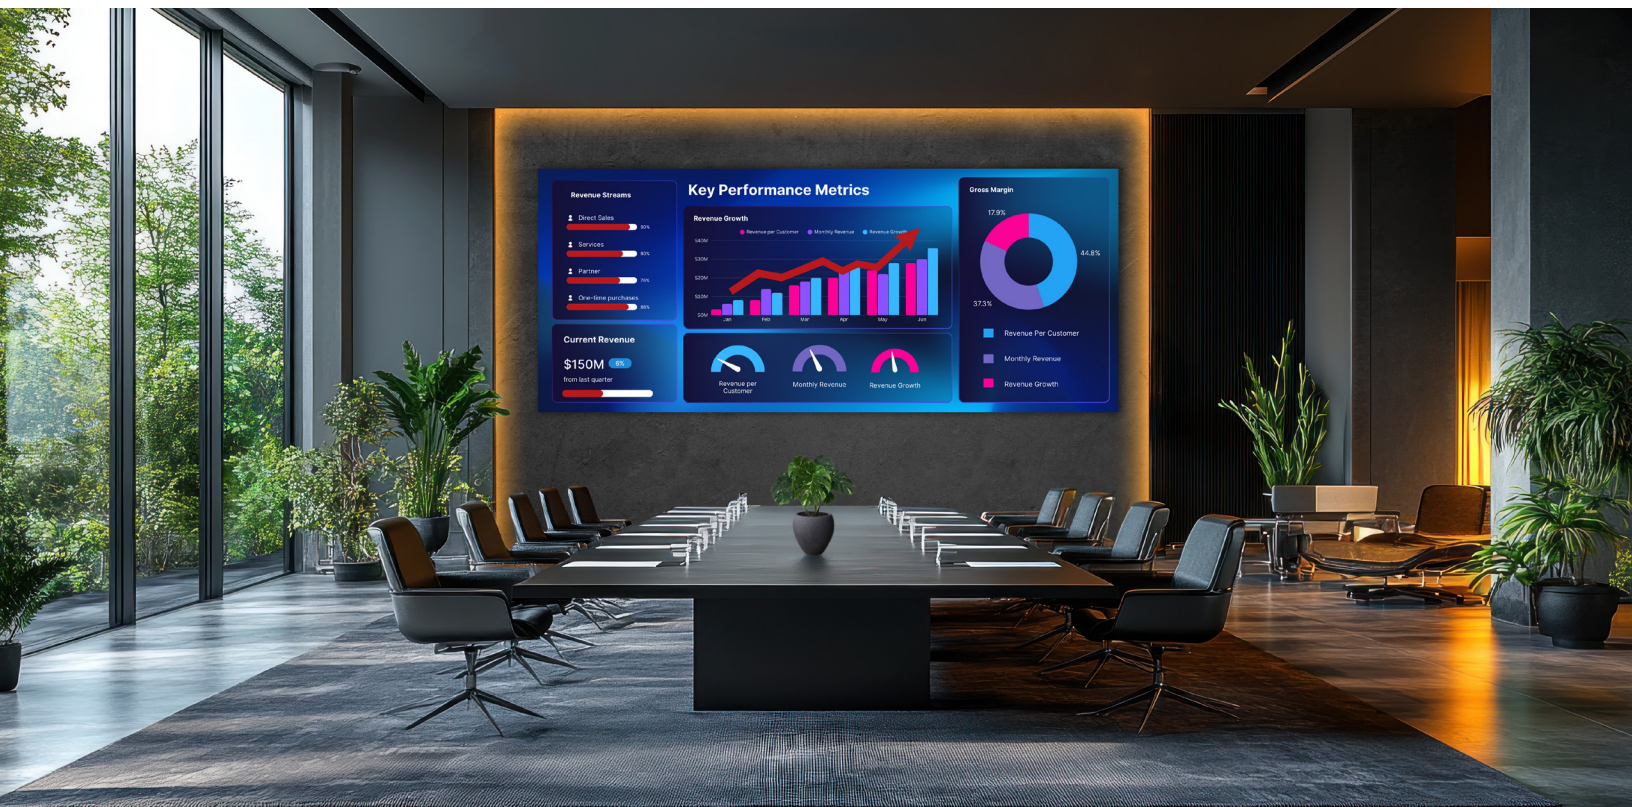 Revenue Streams
Direct Sales
90%
Services
80%
Partner
One-time purchases
Current Revenue
$150M 6%
from last quarter
Key Performance Metrics
Revenue Growth
Revenue per Customer Monthly Revenue Revenue Growth
$40M
$30M
$20M
$10M
$0M
Jan Feb Mar Apr May Jun
Revenue per
Customer
Monthly Revenue
Revenue Growth
Gross Margin
17.9%
44.8%
37.3%
Revenue Per Customer
Monthly Revenue
Revenue Growth